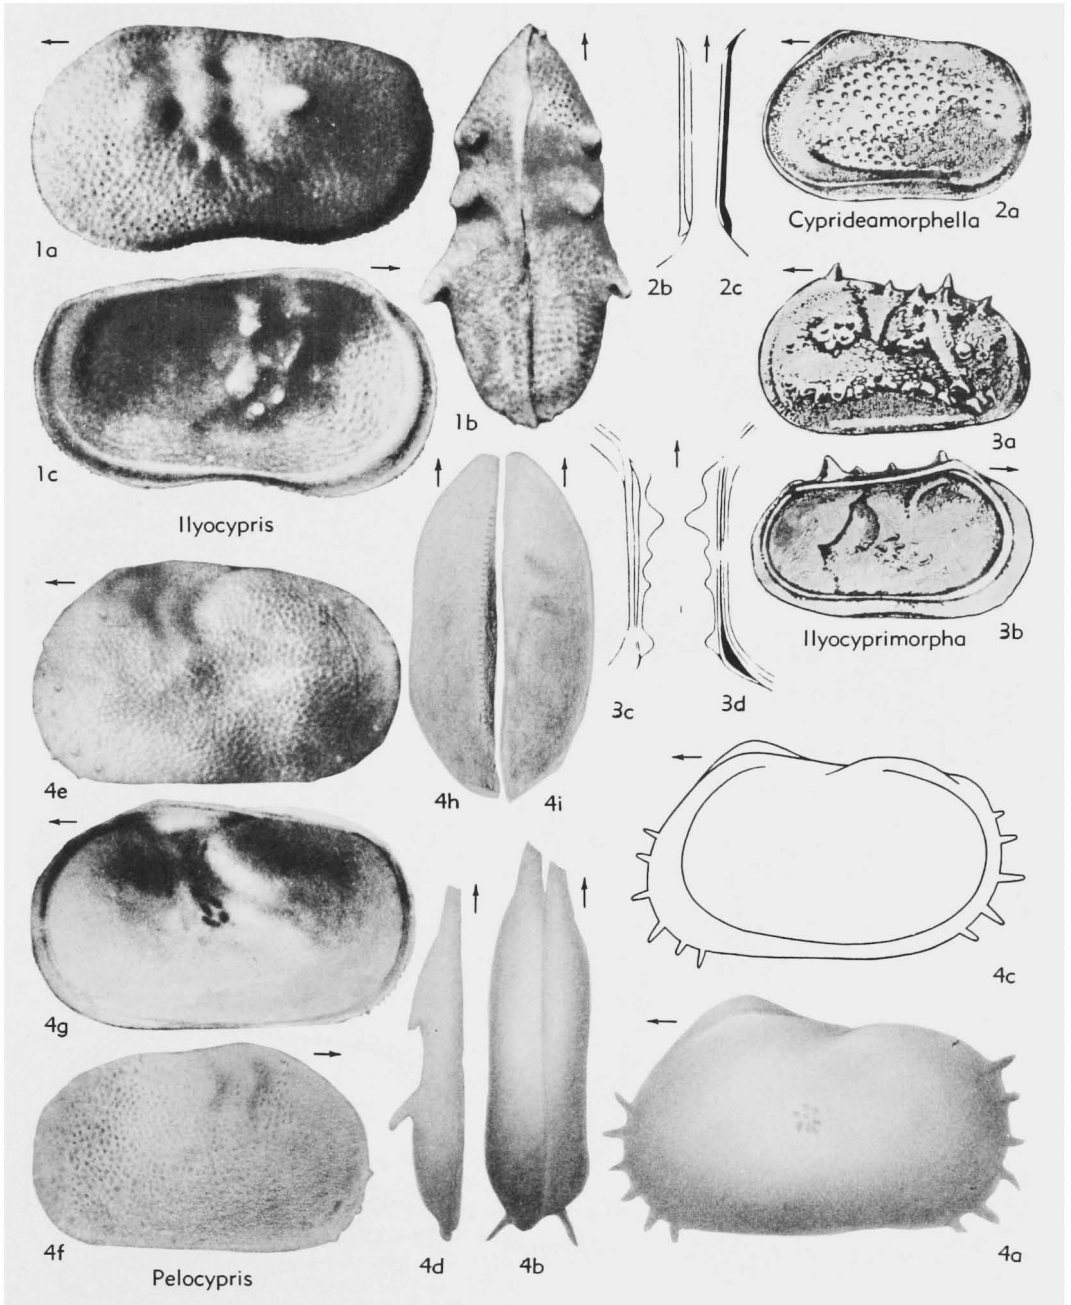 1a
1b
2b
2c
Cyprideamorphella
2a
1c
Ilyocypris
3a
3b
Ilyocyprimorpha
3c
3d
4e
4h
4i
4g
4c
4f
Pelocypris
4d
4b
4a